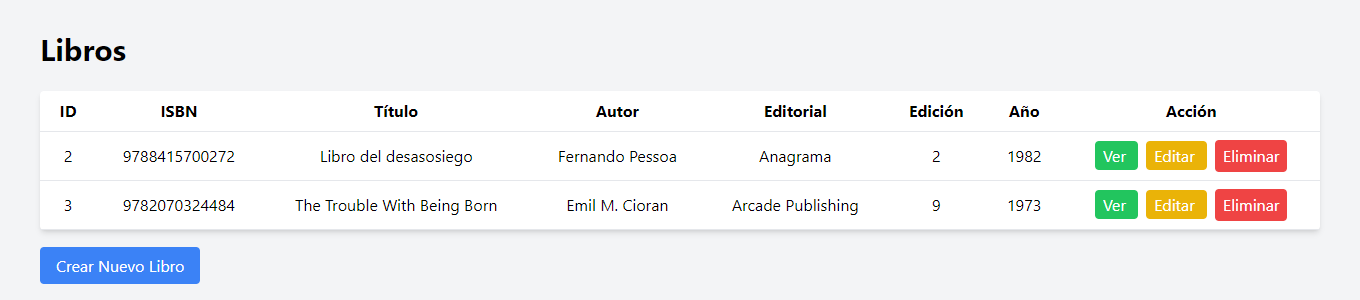 Libros
ID ISBN Título Autor Editorial Edición Año Acción
2 9788415700272 Libro del desasosiego Fernando Pessoa Anagrama 2 1982 Ver Editar Eliminar
3 9782070324484 The Trouble With Being Born Emil M. Cioran Arcade Publishing 9 1973 Ver Editar Eliminar
Crear Nuevo Libro